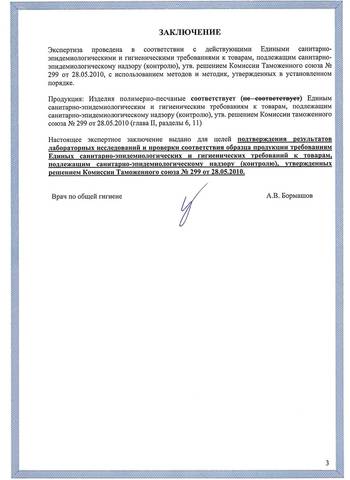 ЗАКЛЮЧЕНИЕ
Экспертиза проведена в соответствии с действующими Едиными санитарно-
эпидемиологическими и гигиеническими требованиями к товарам, подлежащим санитарно-
эпидемиологическому надзору (контролю), утв. решением Комиссии Таможенного союза №
299 от 28.05.2010, с использованием методов и методик, утвержденных в установленном
порядке.
Продукция: Изделия полимерно-песчаные соответствует (не соответствует) Единым
санитарно-эпидемиологическим и гигиеническим требованиям к товарам, подлежащим
санитарно-эпидемиологическому надзору (контролю), утв. решением Комиссии таможенного
союза № 299 от 28.05.2010 (глава II, разделы 6, 11)
Настоящее экспертное заключение выдано для целей подтверждения результатов
лабораторных исследований и проверки соответствия образца продукции требованиям
Единых санитарно-эпидемиологических и гигиенических требований к товарам,
подлежащим санитарно-эпидемиологическому надзору (контролю), утвержденных
решением Комиссии Таможенного союза № 299 от 28.05.2010.
Врач по общей гигиене А.В. Бормашов
3